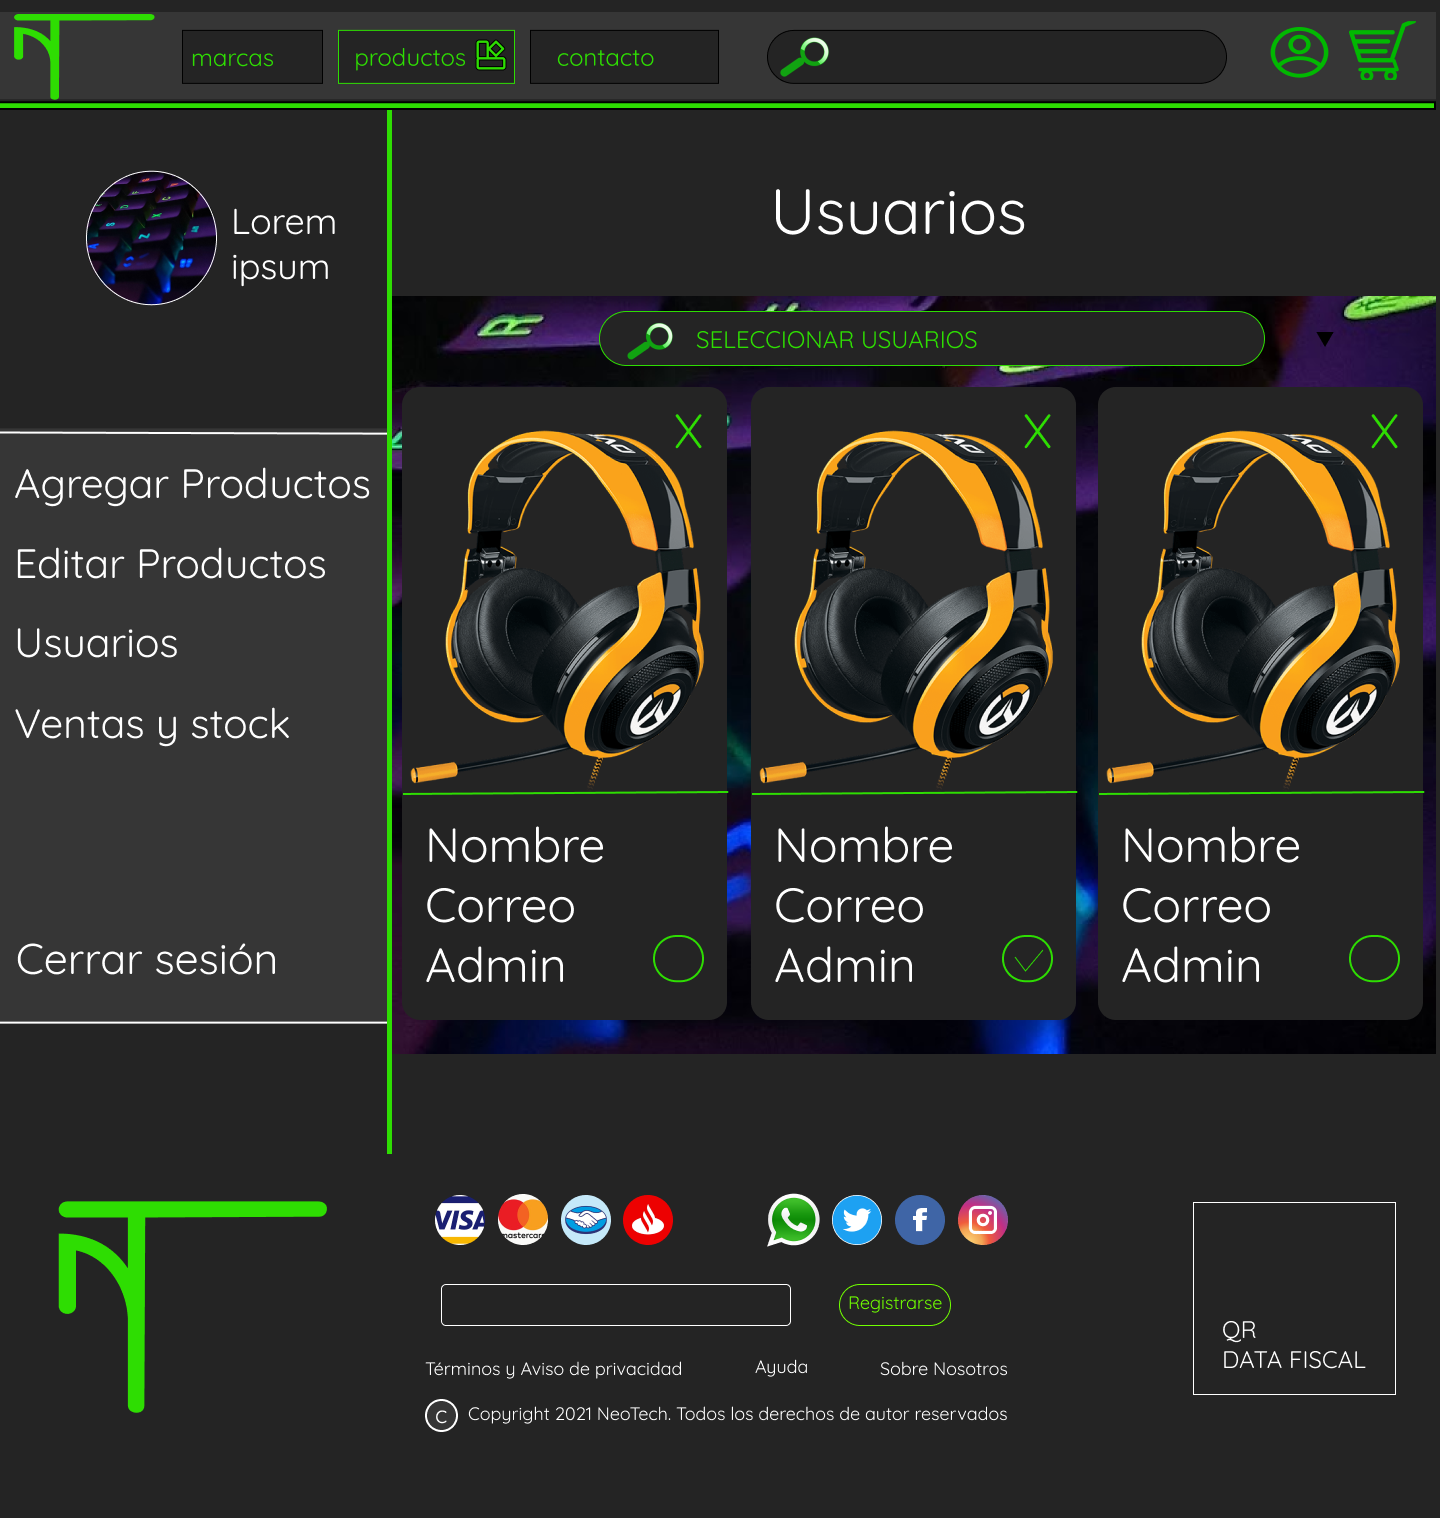 marcas
productos
contacto
Lorem
ipsum
Usuarios
SELECCIONAR USUARIOS
R
Agregar Productos
Editar Productos
Usuarios
Ventas y stock
Cerrar sesión
X
X
X
Nombre
Correo
Admin
Nombre
Correo
Admin
Nombre
Correo
Admin
VISA
mastercard
f
Registrarse
QR
DATA FISCAL
Términos y Aviso de privacidad
Ayuda
Sobre Nosotros
C Copyright 2021 NeoTech. Todos los derechos de autor reservados